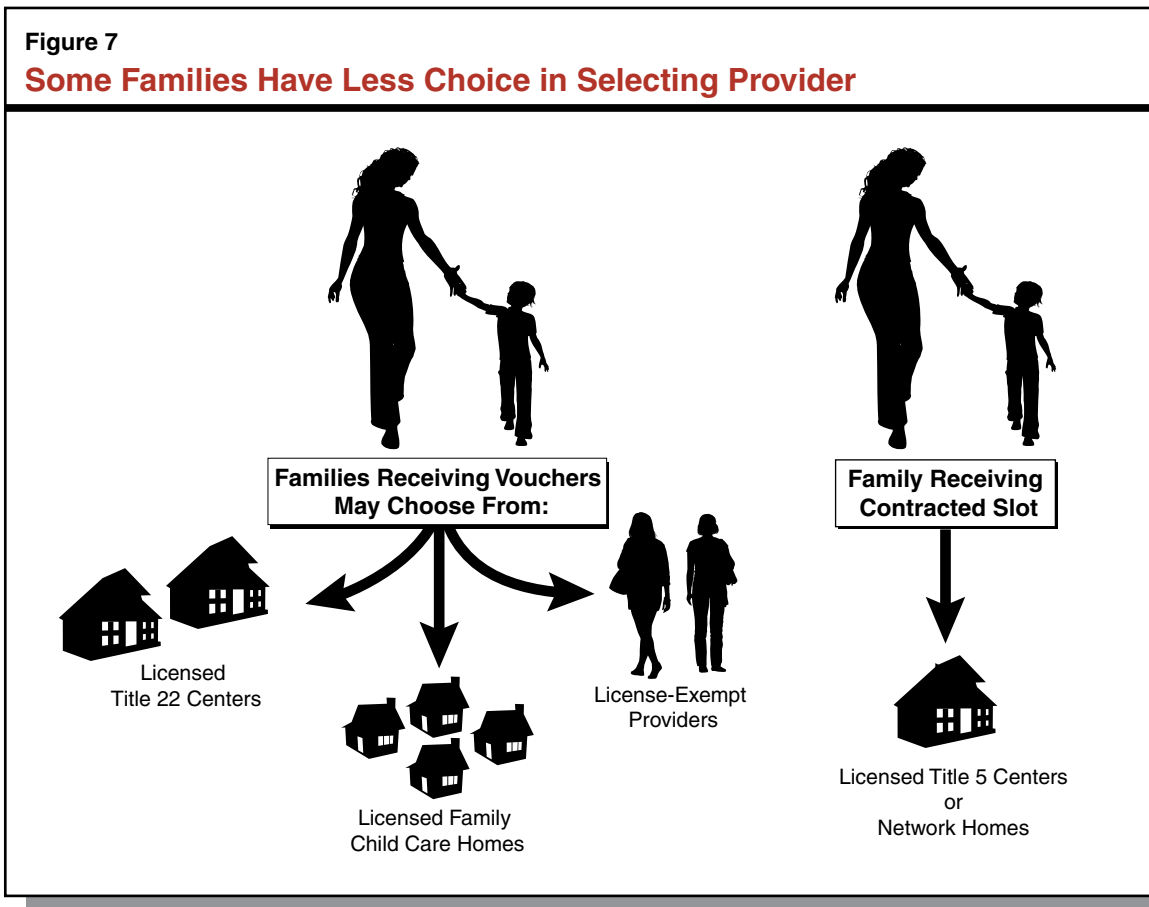 Figure 7
Some Families Have Less Choice in Selecting Provider
Families Receiving Vouchers
May Choose From:
Licensed
Title 22 Centers
Licensed Family
Child Care Homes
License-Exempt
Providers
Family Receiving
Contracted Slot
Licensed Title 5 Centers
or
Network Homes